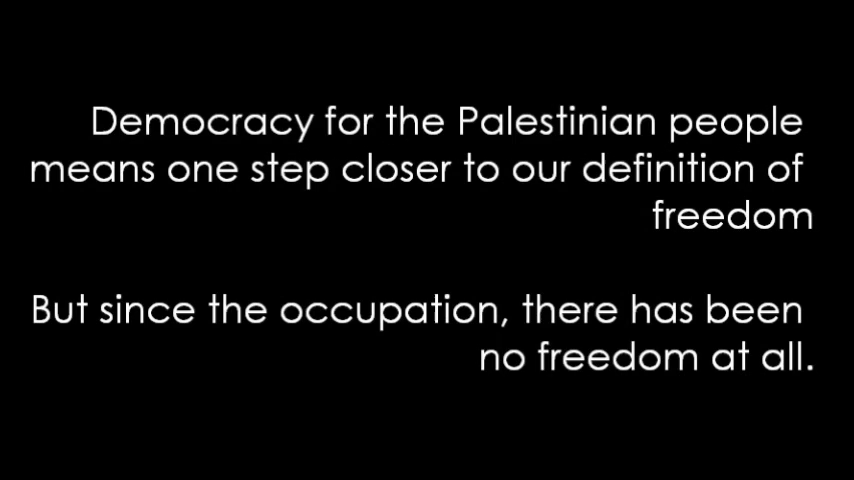 Democracy for the Palestinian people
means one step closer to our definition of
freedom
But since the occupation, there has been
no freedom at all.